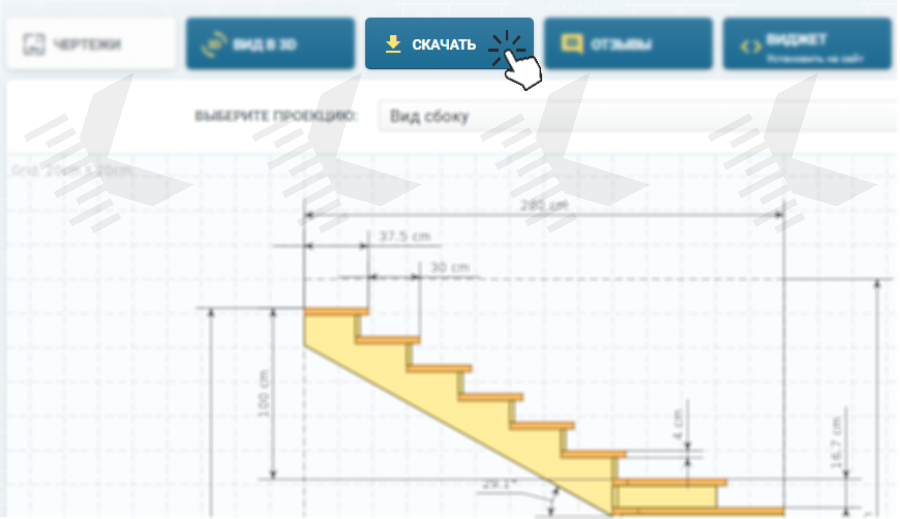 ЧЕРТЕЖИ
ВИД В 3D
СКАЧАТЬ
ОТЗЫВЫ
ВИДЖЕТ
Установить на сайт
ВЫБЕРИТЕ ПРОЕКЦИЮ:
Вид сбоку
Grid: 20cm X 20cm
280 cm
37.5 cm
30 cm
100 cm
4 cm
16.7 cm
29.1°